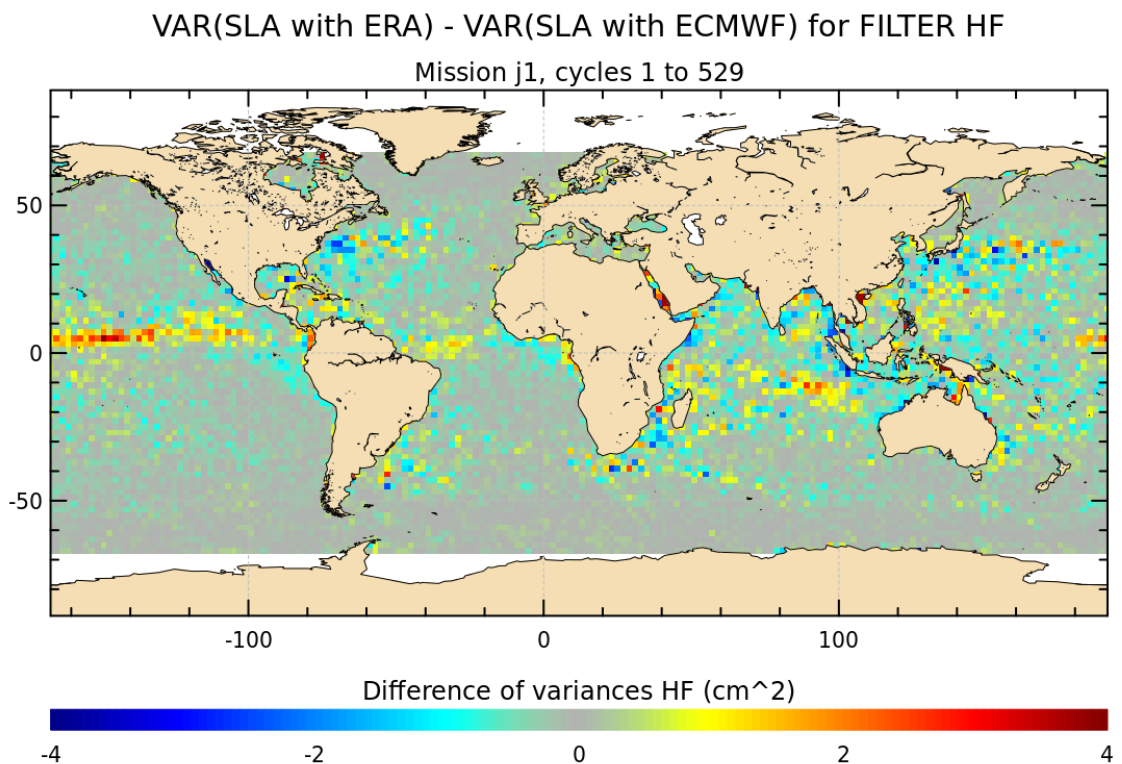 VAR(SLA with ERA) - VAR(SLA with ECMWF) for FILTER HF
Mission j1, cycles 1 to 529
50
0
-50
-100 0 100
Difference of variances HF (cm^2)
-4 -2 0 2 4